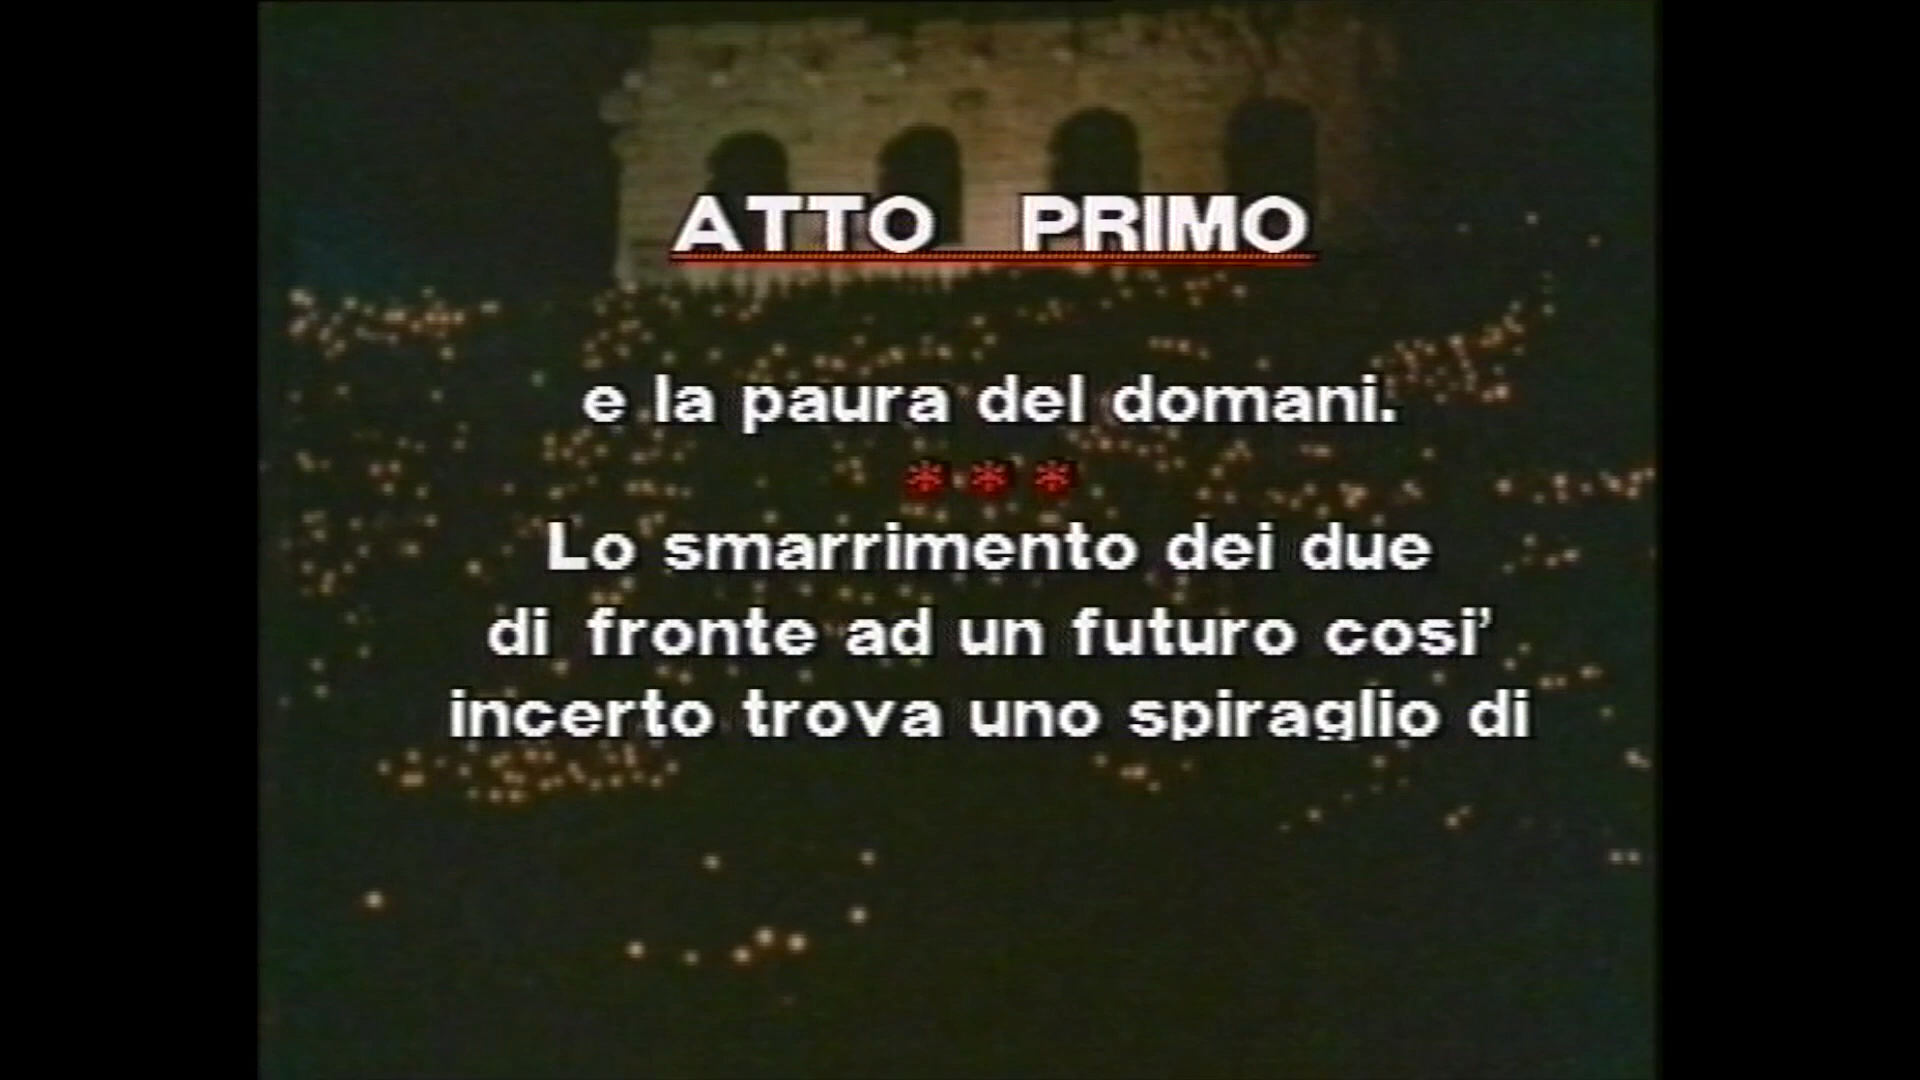 ATTO PRIMO
e la paura del domani.
* * *
Lo smarrimento dei due
di fronte ad un futuro cosi'
incerto trova uno spiraglio di